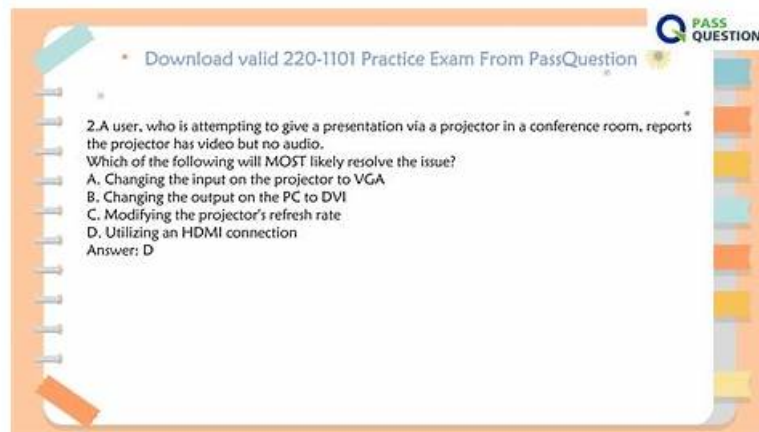 PASS
QUESTION
Download valid 220-1101 Practice Exam From PassQuestion
2.A user, who is attempting to give a presentation via a projector in a conference room, reports
the projector has video but no audio.
Which of the following will MOST likely resolve the issue?
A. Changing the input on the projector to VGA
B. Changing the output on the PC to DVI
C. Modifying the projector's refresh rate
D. Utilizing an HDMI connection
Answer: D